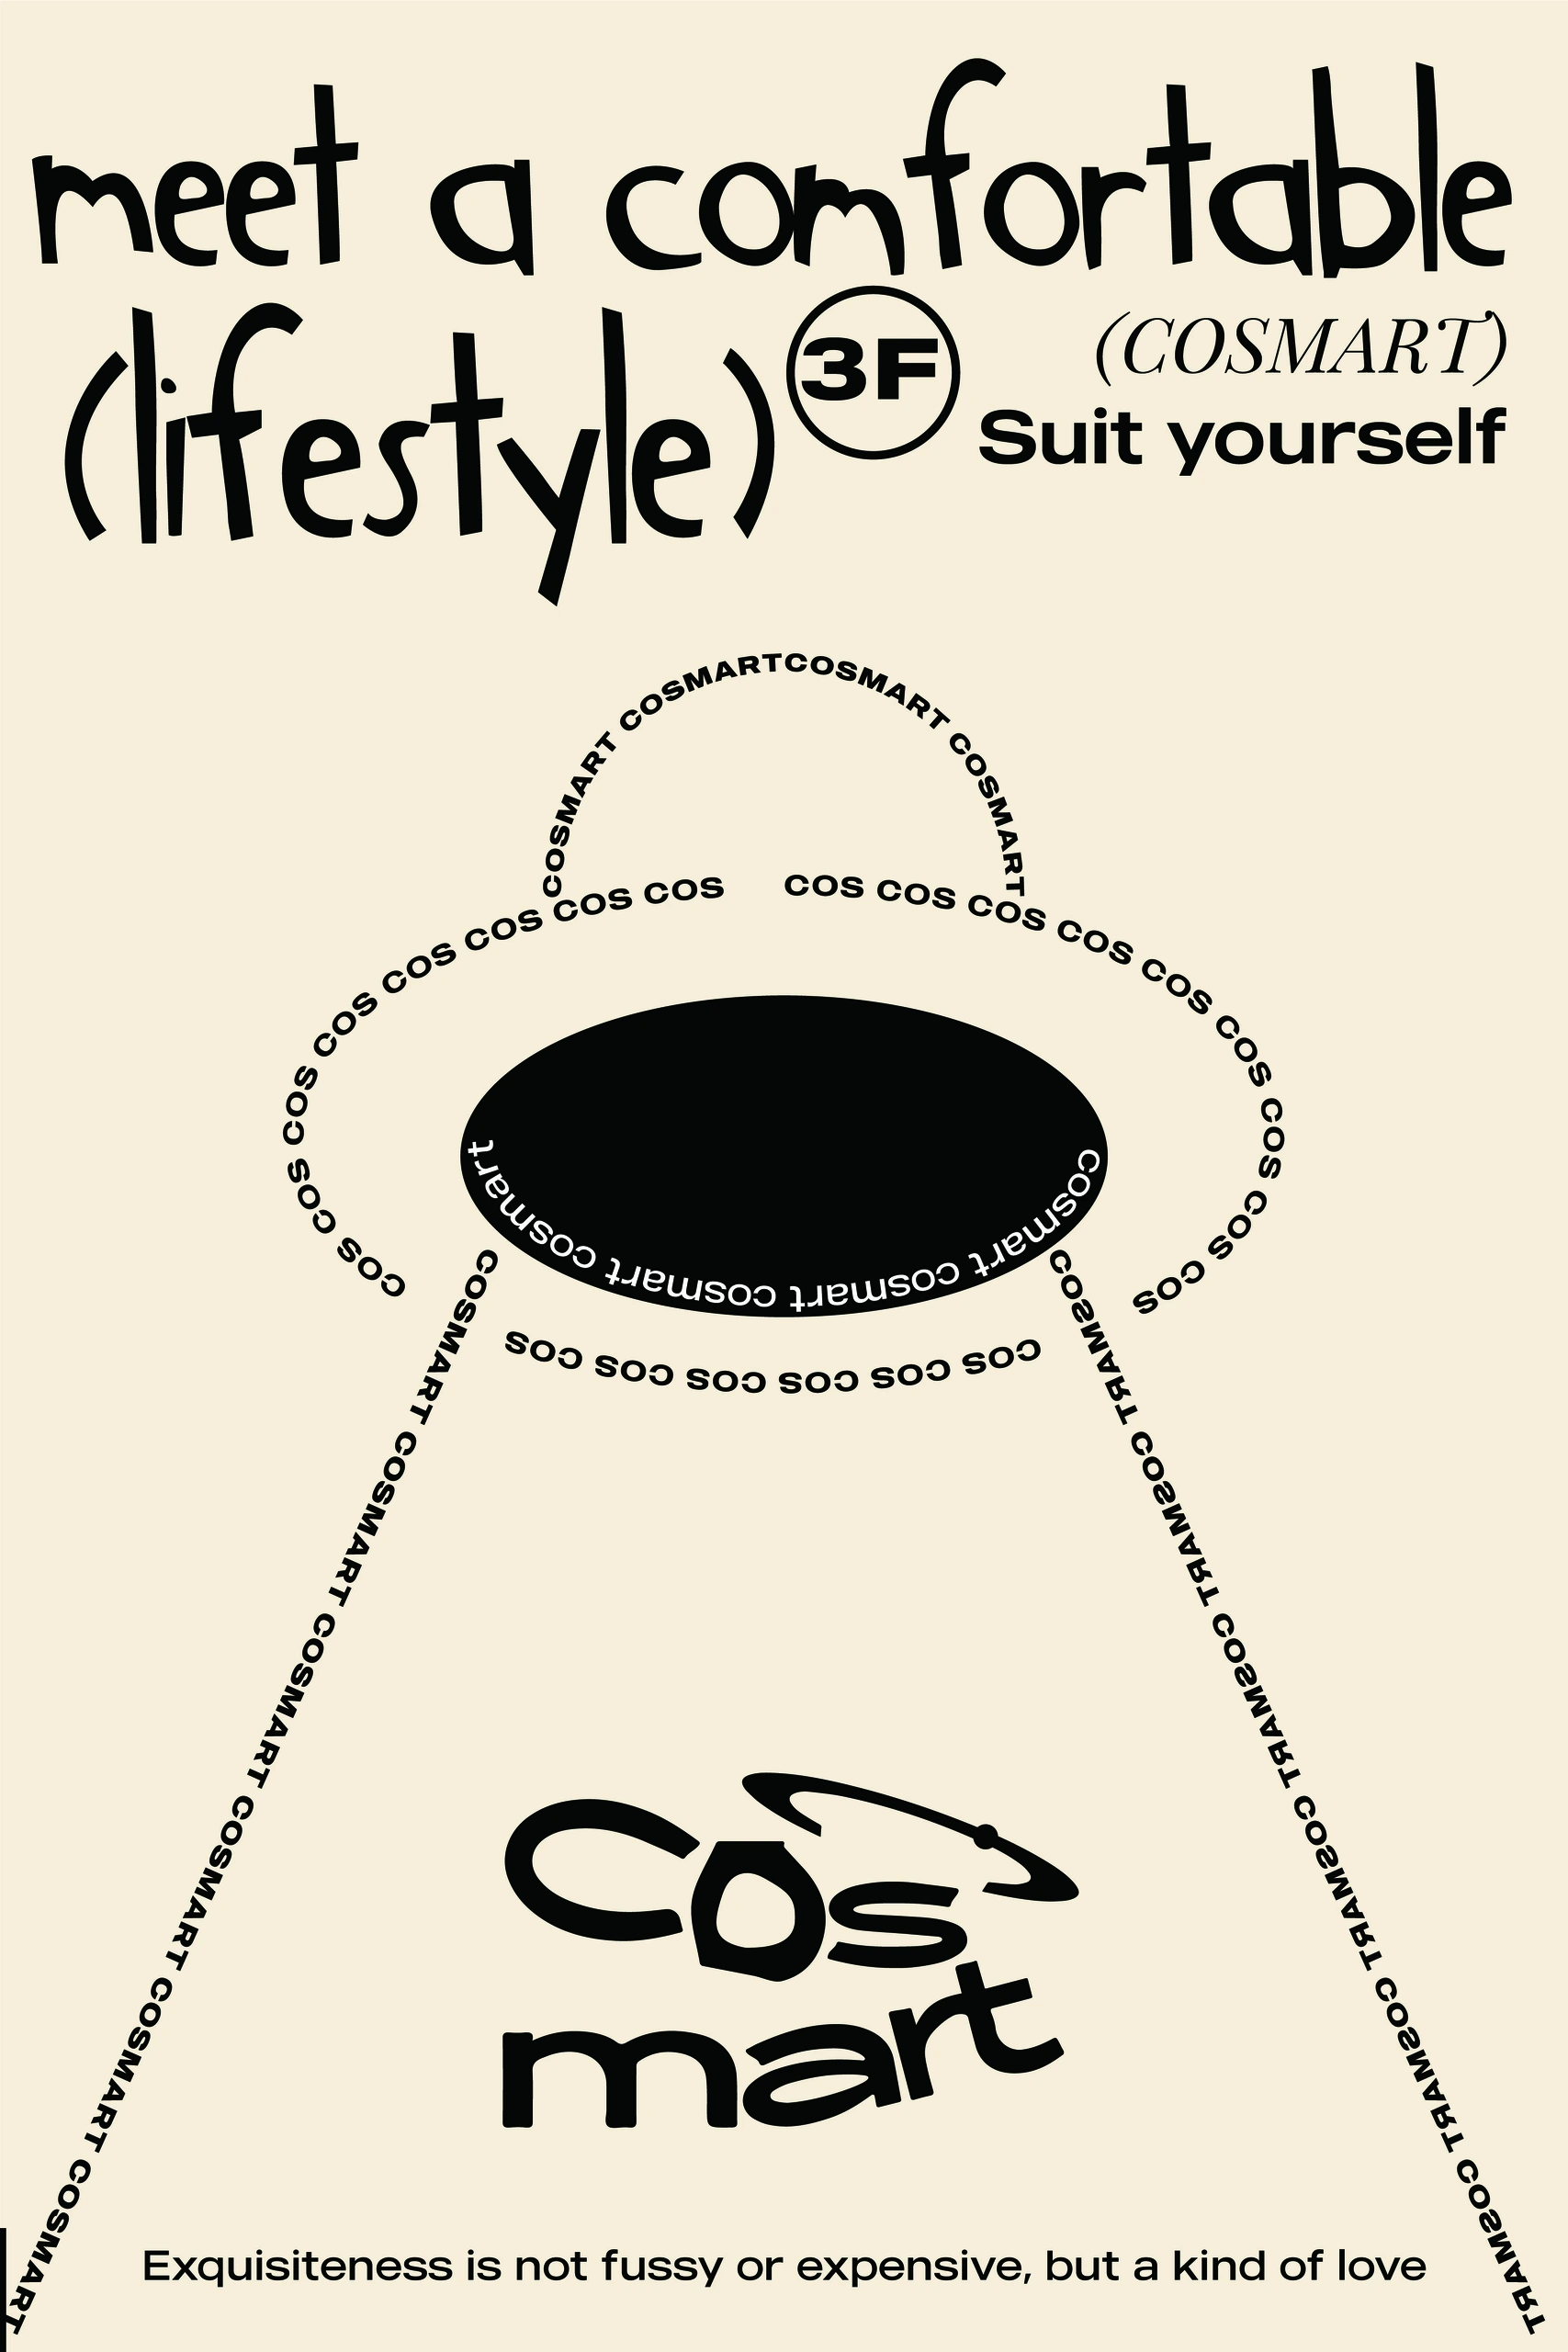 meet a comfortable
(lifestyle)
3F
(COSMART)
Suit yourself
COSMART COSMARTCOSMART COSMART
COS COS COS COS COS COS COS COS
COS COS COS COS COS COS COS COS COS
cosmart cosmart cosmart cosmart
COS COS COS COS COS COS
COSMART COSMART COSMART COSMART COSMART COSMART
COSMART COSMART COSMART COSMART COSMART COSMART
Cos
mart
Exquisiteness is not fussy or expensive, but a kind of love